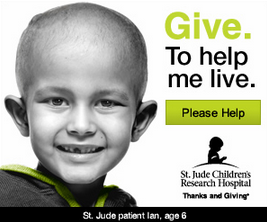 Give.
To help
me live.
Please Help
St. Jude Children's
Research Hospital
Thanks and Giving®
St. Jude patient Ian, age 6